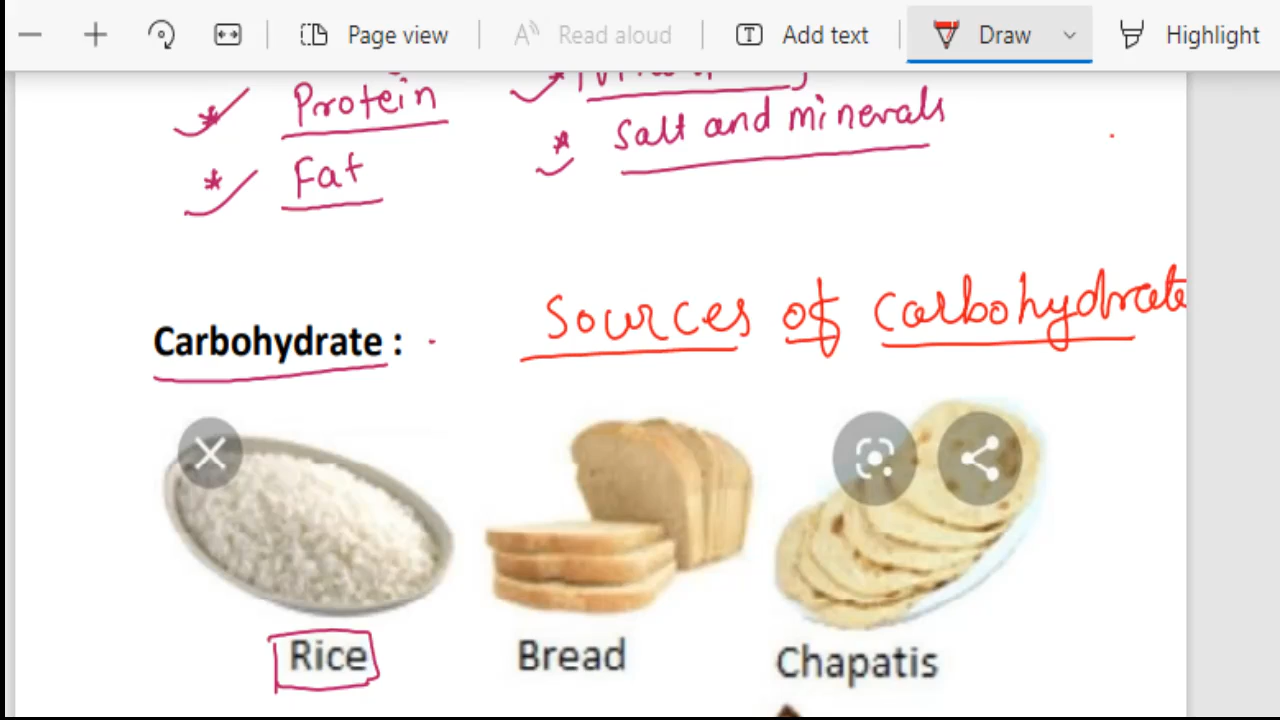 Page view Read aloud Add text Draw Highlight
* Protein
* Salt and minerals
* Fat
Sources of carbohydrate
Carbohydrate :
Rice Bread Chapatis